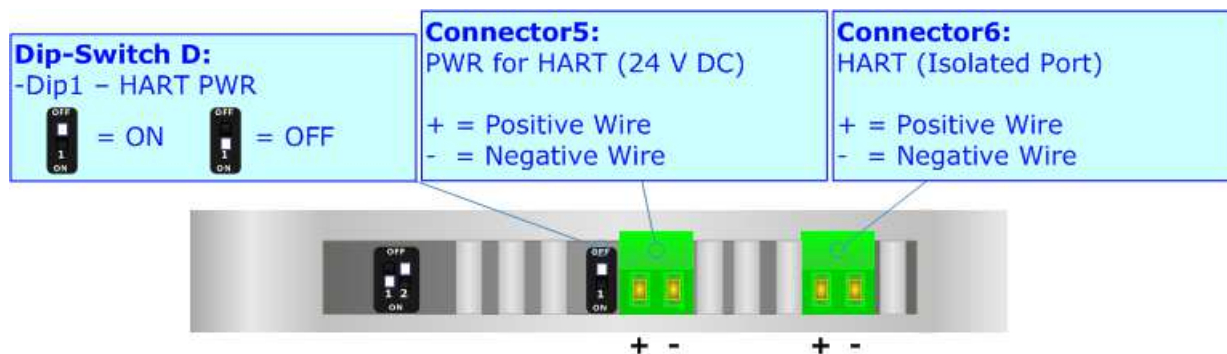 Dip-Switch D:
-Dip1 – HART PWR
OFF
1
ON
= ON
OFF
1
ON
= OFF
Connector5:
PWR for HART (24 V DC)
+ = Positive Wire
- = Negative Wire
Connector6:
HART (Isolated Port)
+ = Positive Wire
- = Negative Wire
OFF
1 2
ON
OFF
1
ON
+ -
+ -